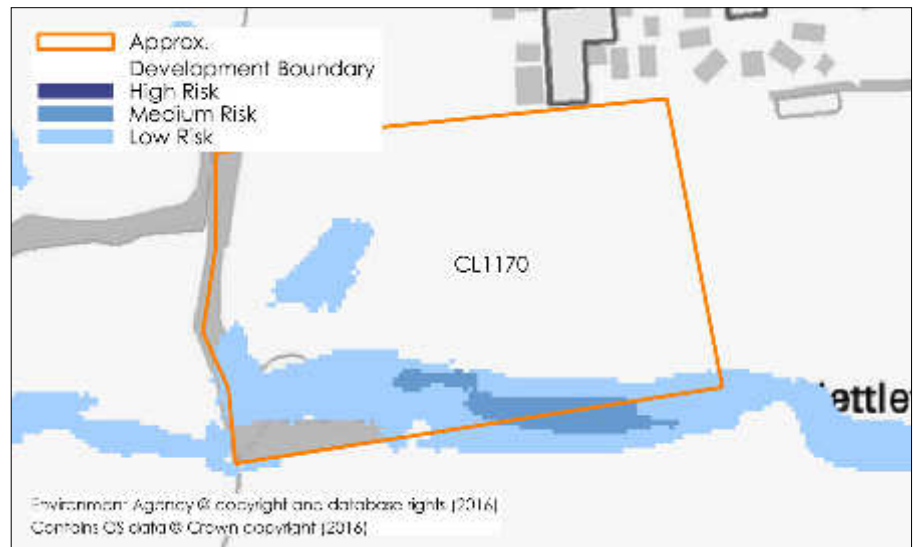 Approx.
Development Boundary
High Risk
Medium Risk
Low Risk
CL1170
ettle
Environment Agency © copyright and database rights (2016)
Contains OS data © Crown copyright (2016)